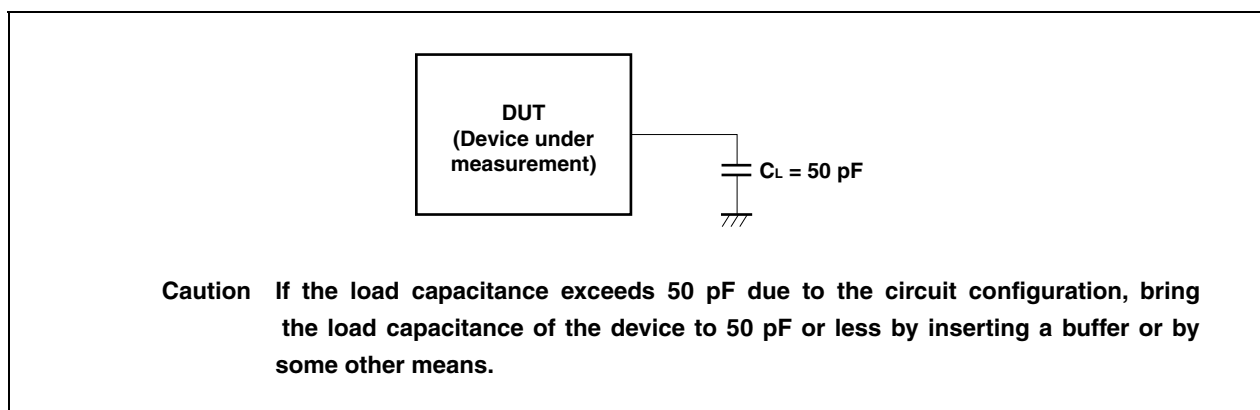 DUT
(Device under
measurement)
CL = 50 pF
Caution If the load capacitance exceeds 50 pF due to the circuit configuration, bring
the load capacitance of the device to 50 pF or less by inserting a buffer or by
some other means.